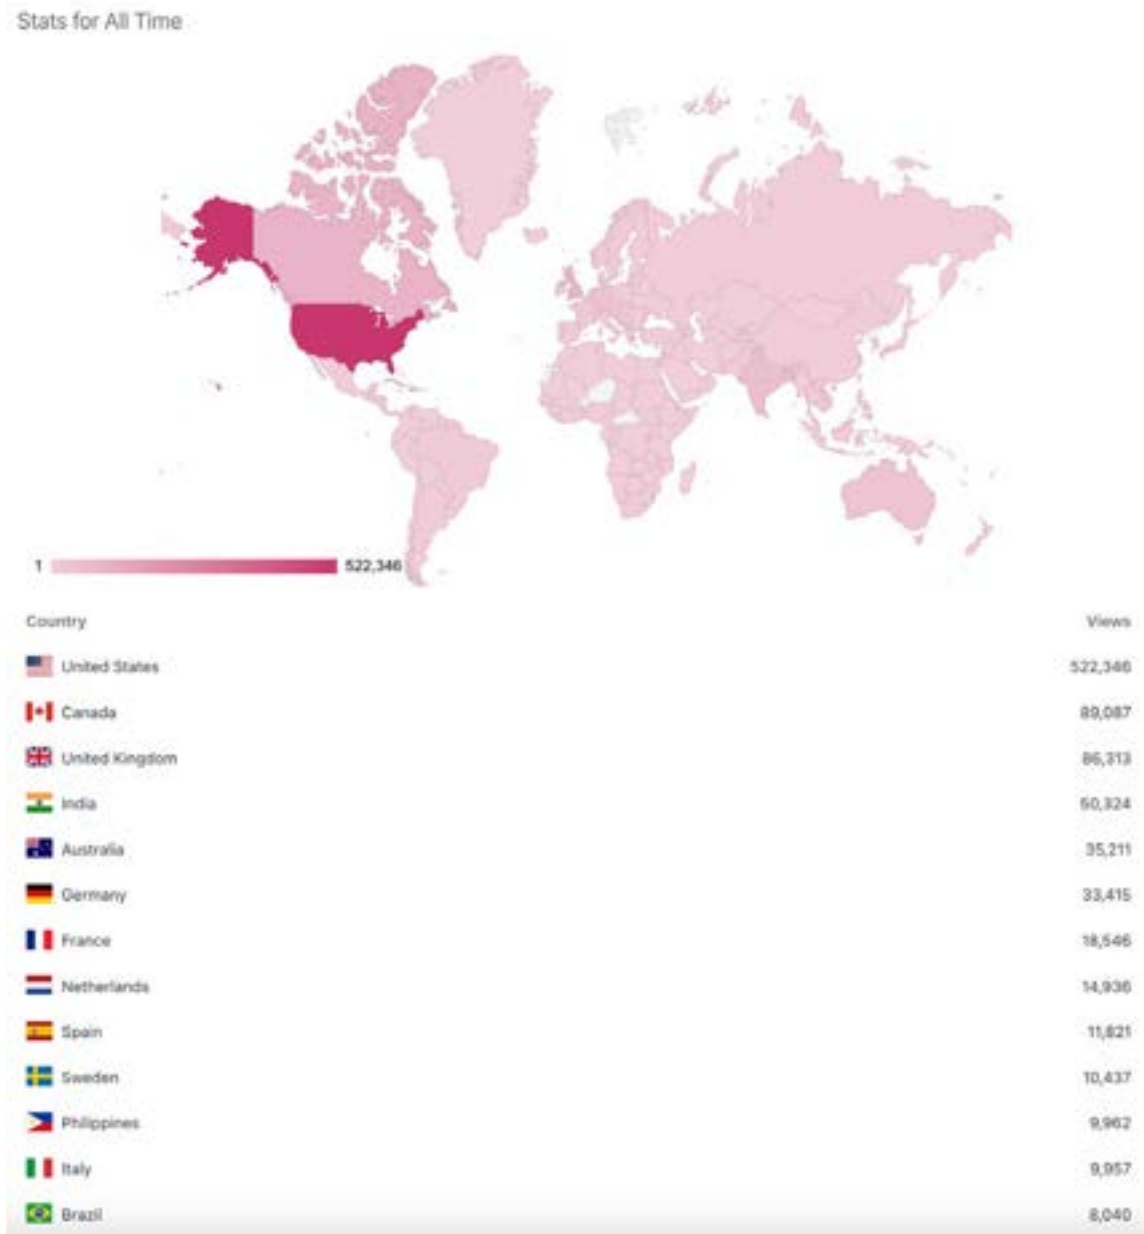 Stats for All Time
1 522,346
Country Views
United States 522,346
Canada 89,087
United Kingdom 86,313
India 50,324
Australia 35,211
Germany 33,415
France 18,546
Netherlands 14,936
Spain 11,821
Sweden 10,437
Philippines 9,962
Italy 9,957
Brazil 8,040